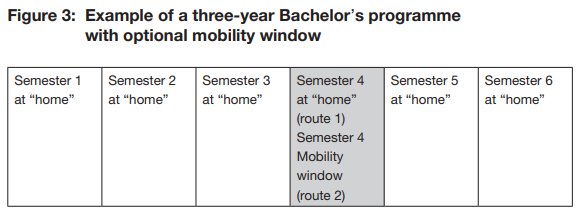 Figure 3: Example of a three-year Bachelor's programme
with optional mobility window
Semester 1
at “home”
Semester 2
at “home”
Semester 3
at “home”
Semester 4
at “home”
(route 1)
Semester 4
Mobility
window
(route 2)
Semester 5
at “home”
Semester 6
at “home”